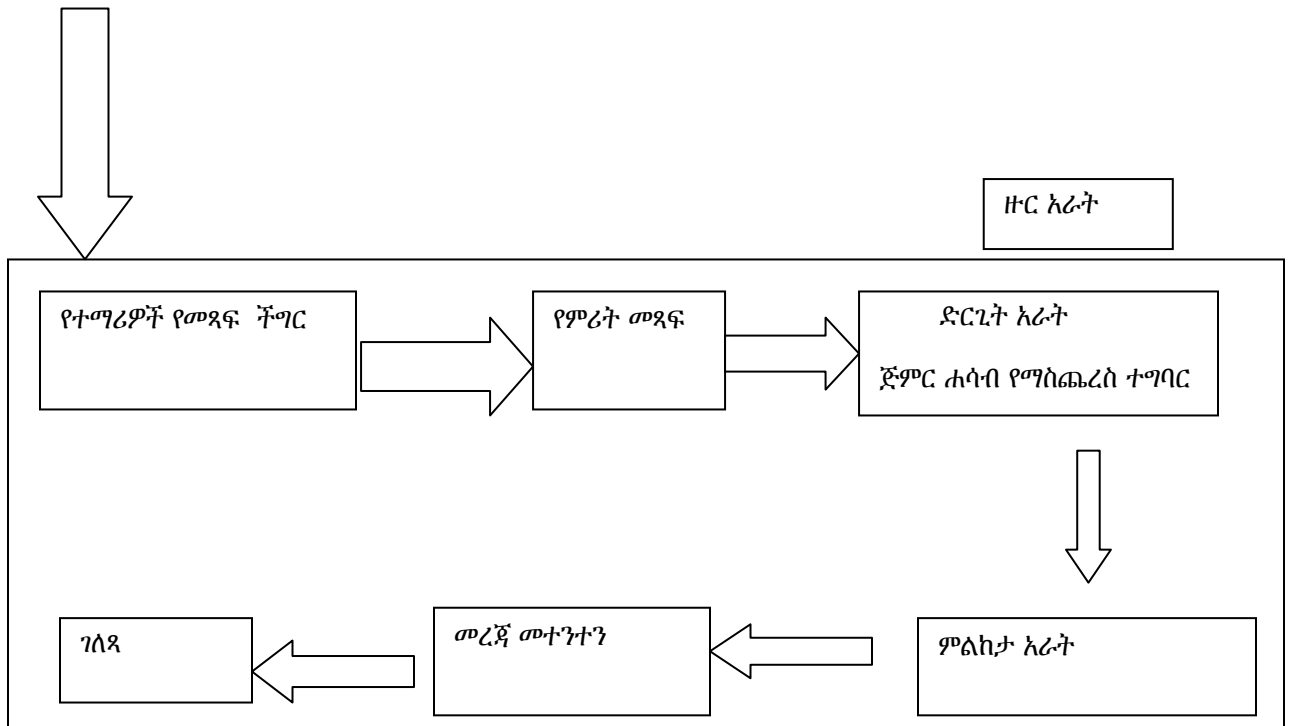 ዙር አራት
የተማሪዎች የመጻፍ ችግር
የምሪት መጻፍ
ድርጊት አራት
ጅምር ሐሳብ የማስጨረስ ተግባር
ምልከታ አራት
መረጃ መተንተን
ገለጻ